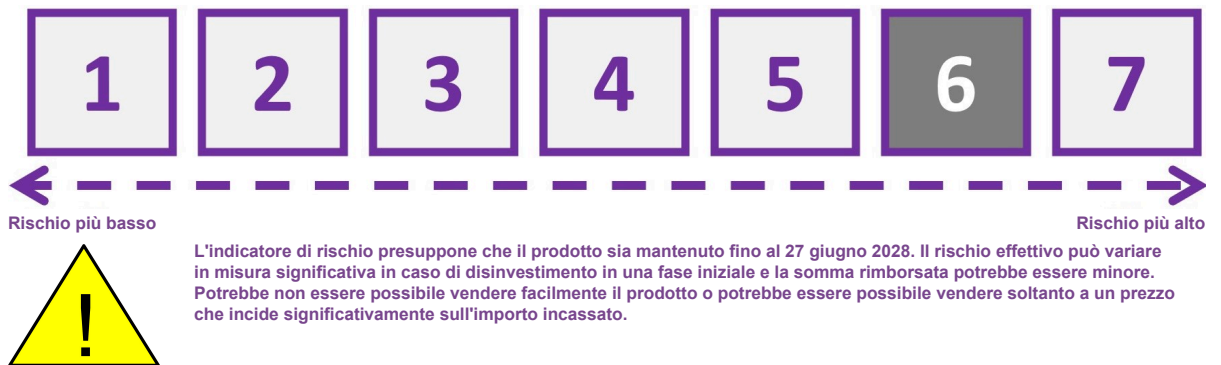 1 2 3 4 5 6 7
Rischio più basso Rischio più alto
L'indicatore di rischio presuppone che il prodotto sia mantenuto fino al 27 giugno 2028. Il rischio effettivo può variare
in misura significativa in caso di disinvestimento in una fase iniziale e la somma rimborsata potrebbe essere minore.
Potrebbe non essere possibile vendere facilmente il prodotto o potrebbe essere possibile vendere soltanto a un prezzo
che incide significativamente sull'importo incassato.
!